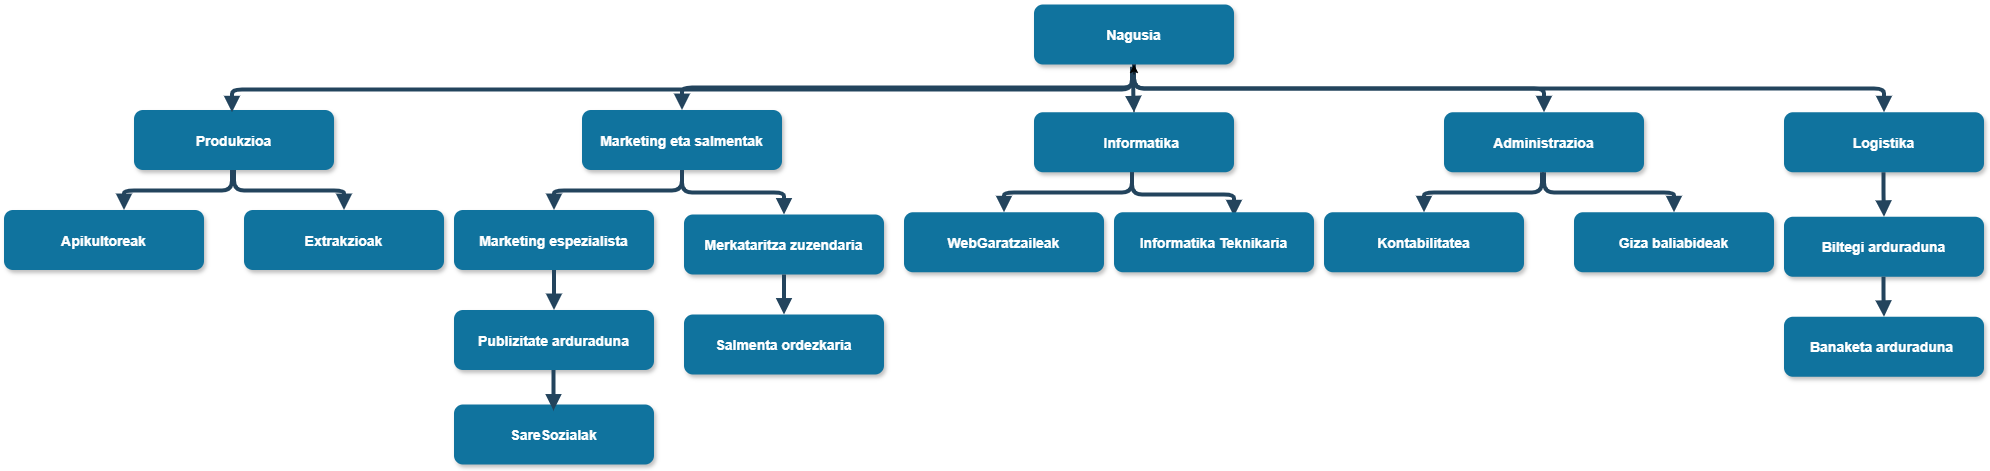 Nagusia
Produkzioa
Marketing eta salmentak
Informatika
Administrazioa
Logistika
Apikultoreak
Extrakzioak
Marketing espezialista
Merkataritza zuzendaria
WebGaratzaileak
Informatika Teknikaria
Kontabilitatea
Giza baliabideak
Biltegi arduraduna
Publizitate arduraduna
Salmenta ordezkaria
Banaketa arduraduna
SareSozialak